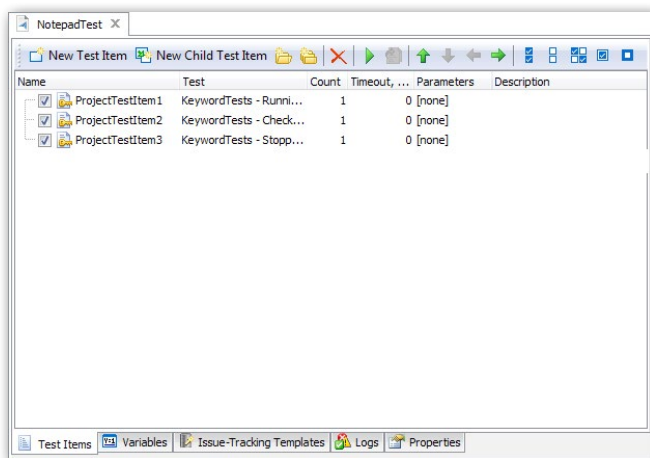 NotepadTest
New Test Item New Child Test Item
Name Test Count Timeout, ... Parameters Description
ProjectTestItem1 KeywordTests - Runni... 1 0 [none]
ProjectTestItem2 KeywordTests - Check... 1 0 [none]
ProjectTestItem3 KeywordTests - Stopp... 1 0 [none]
Test Items Variables Issue-Tracking Templates Logs Properties